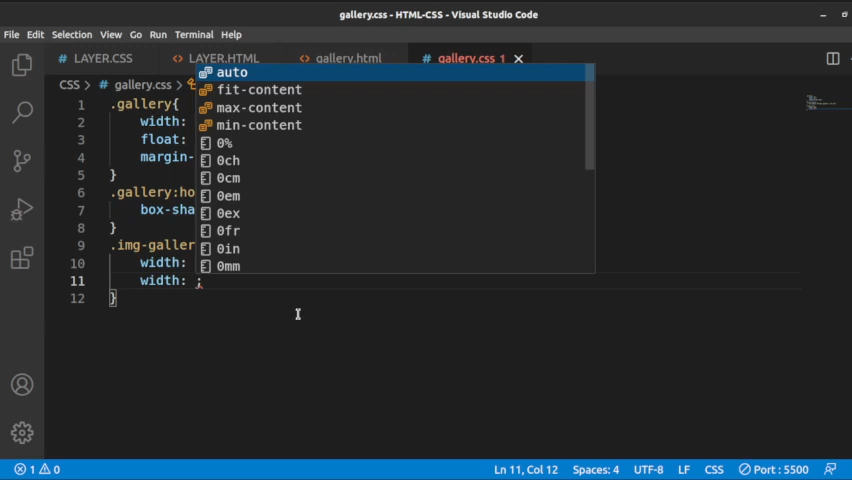 gallery.css - HTML-CSS - Visual Studio Code
File Edit Selection View Go Run Terminal Help
# LAYER.CSS <> LAYER.HTML <> gallery.html # gallery.css 1
CSS > # gallery.css >
1 .gallery{
2 width:
3 float:
4 margin-
5 }
6 .gallery:ho
7 box-sha
8 }
9 .img-galler
10 width:
11 width: ;
12 }
auto
fit-content
max-content
min-content
0%
0ch
0cm
0em
0ex
0fr
0in
0mm
1 0 Ln 11, Col 12 Spaces: 4 UTF-8 LF CSS Port : 5500